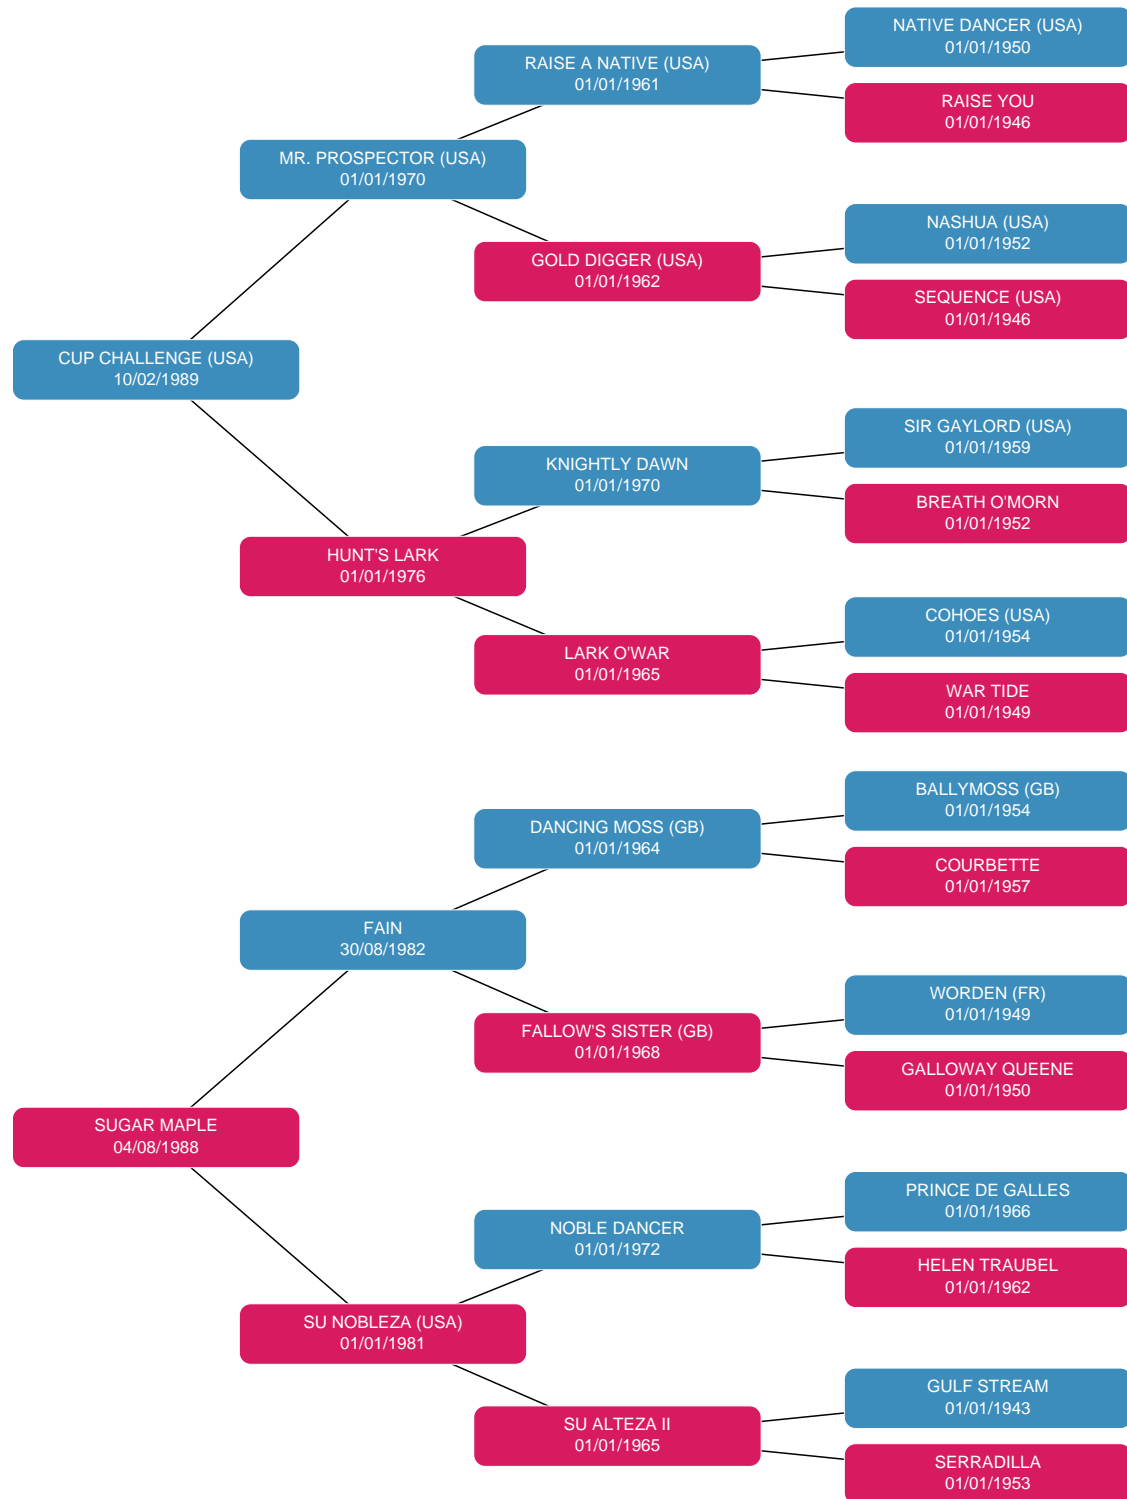 NATIVE DANCER (USA)
01/01/1950
RAISE A NATIVE (USA)
01/01/1961
RAISE YOU
01/01/1946
MR. PROSPECTOR (USA)
01/01/1970
NASHUA (USA)
01/01/1952
GOLD DIGGER (USA)
01/01/1962
SEQUENCE (USA)
01/01/1946
CUP CHALLENGE (USA)
10/02/1989
SIR GAYLORD (USA)
01/01/1959
KNIGHTLY DAWN
01/01/1970
BREATH O'MORN
01/01/1952
HUNT'S LARK
01/01/1976
COHOES (USA)
01/01/1954
LARK O'WAR
01/01/1965
WAR TIDE
01/01/1949
BALLYMOSS (GB)
01/01/1954
DANCING MOSS (GB)
01/01/1964
COURBETTE
01/01/1957
FAIN
30/08/1982
WORDEN (FR)
01/01/1949
FALLOW'S SISTER (GB)
01/01/1968
GALLOWAY QUEENE
01/01/1950
SUGAR MAPLE
04/08/1988
PRINCE DE GALLES
01/01/1966
NOBLE DANCER
01/01/1972
HELEN TRAUBEL
01/01/1962
SU NOBLEZA (USA)
01/01/1981
GULF STREAM
01/01/1943
SU ALTEZA II
01/01/1965
SERRADILLA
01/01/1953